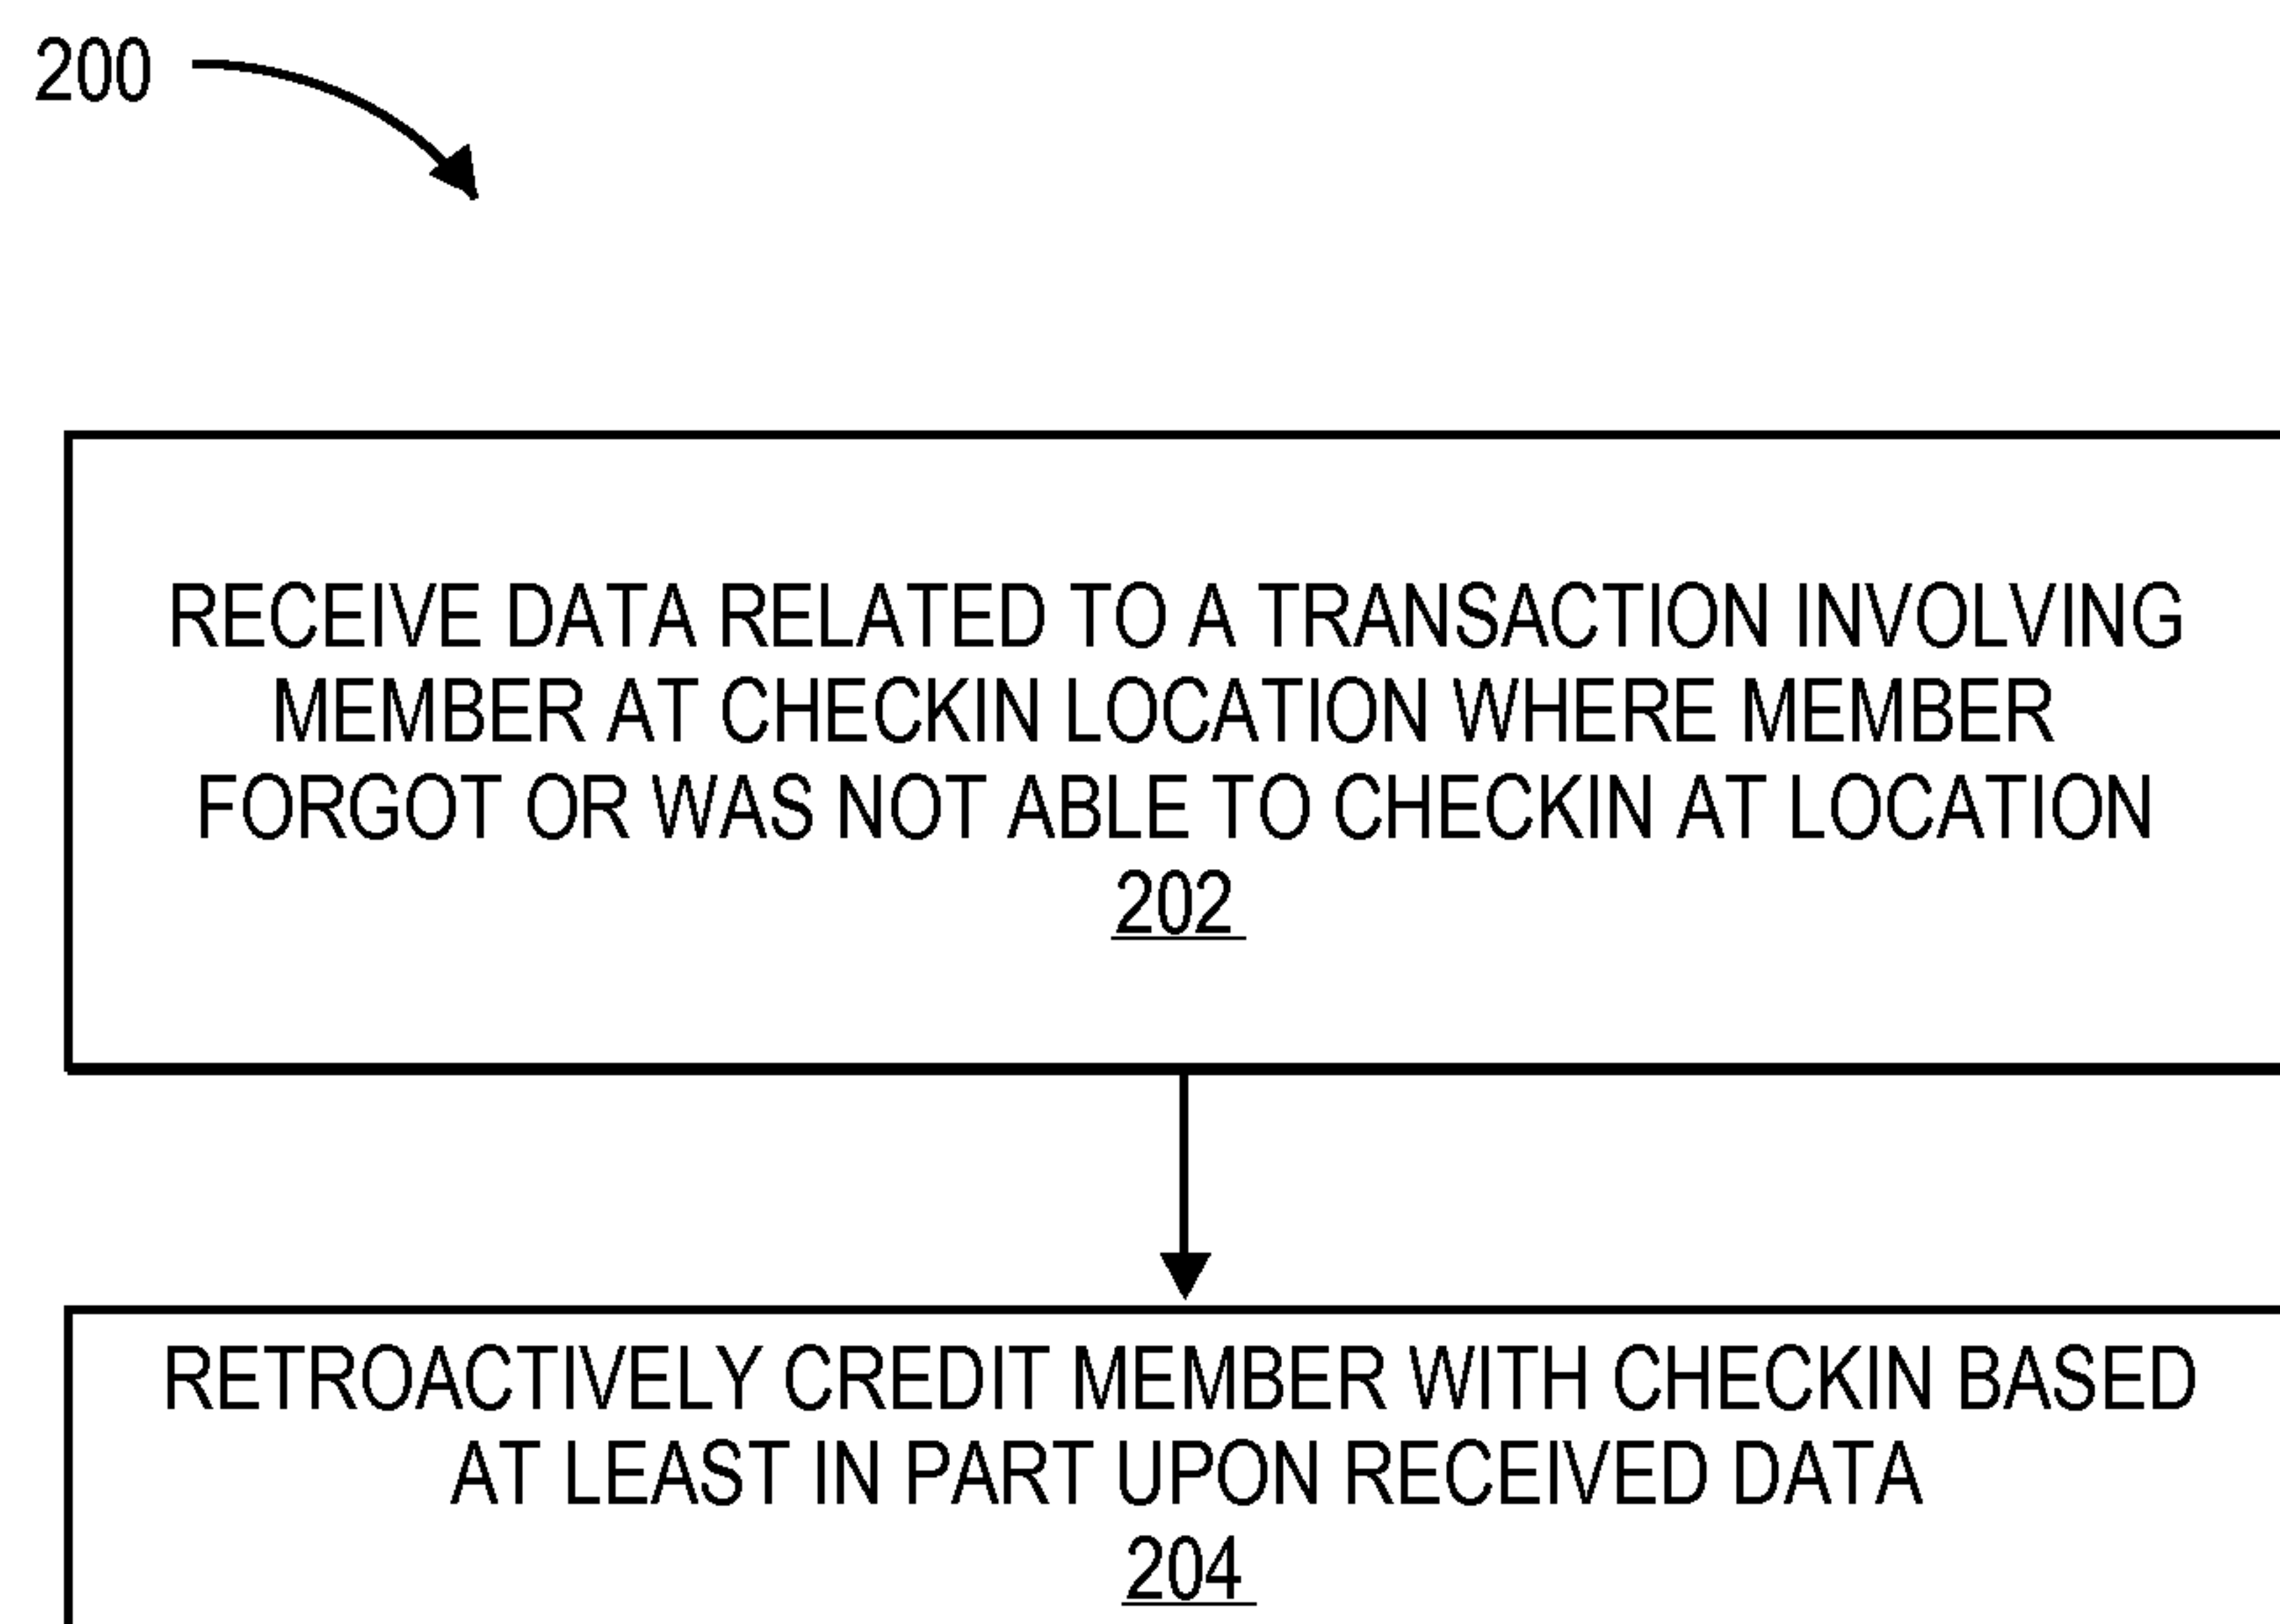 200
RECEIVE DATA RELATED TO A TRANSACTION INVOLVING
MEMBER AT CHECKIN LOCATION WHERE MEMBER
FORGOT OR WAS NOT ABLE TO CHECKIN AT LOCATION
202
RETROACTIVELY CREDIT MEMBER WITH CHECKIN BASED
AT LEAST IN PART UPON RECEIVED DATA
204